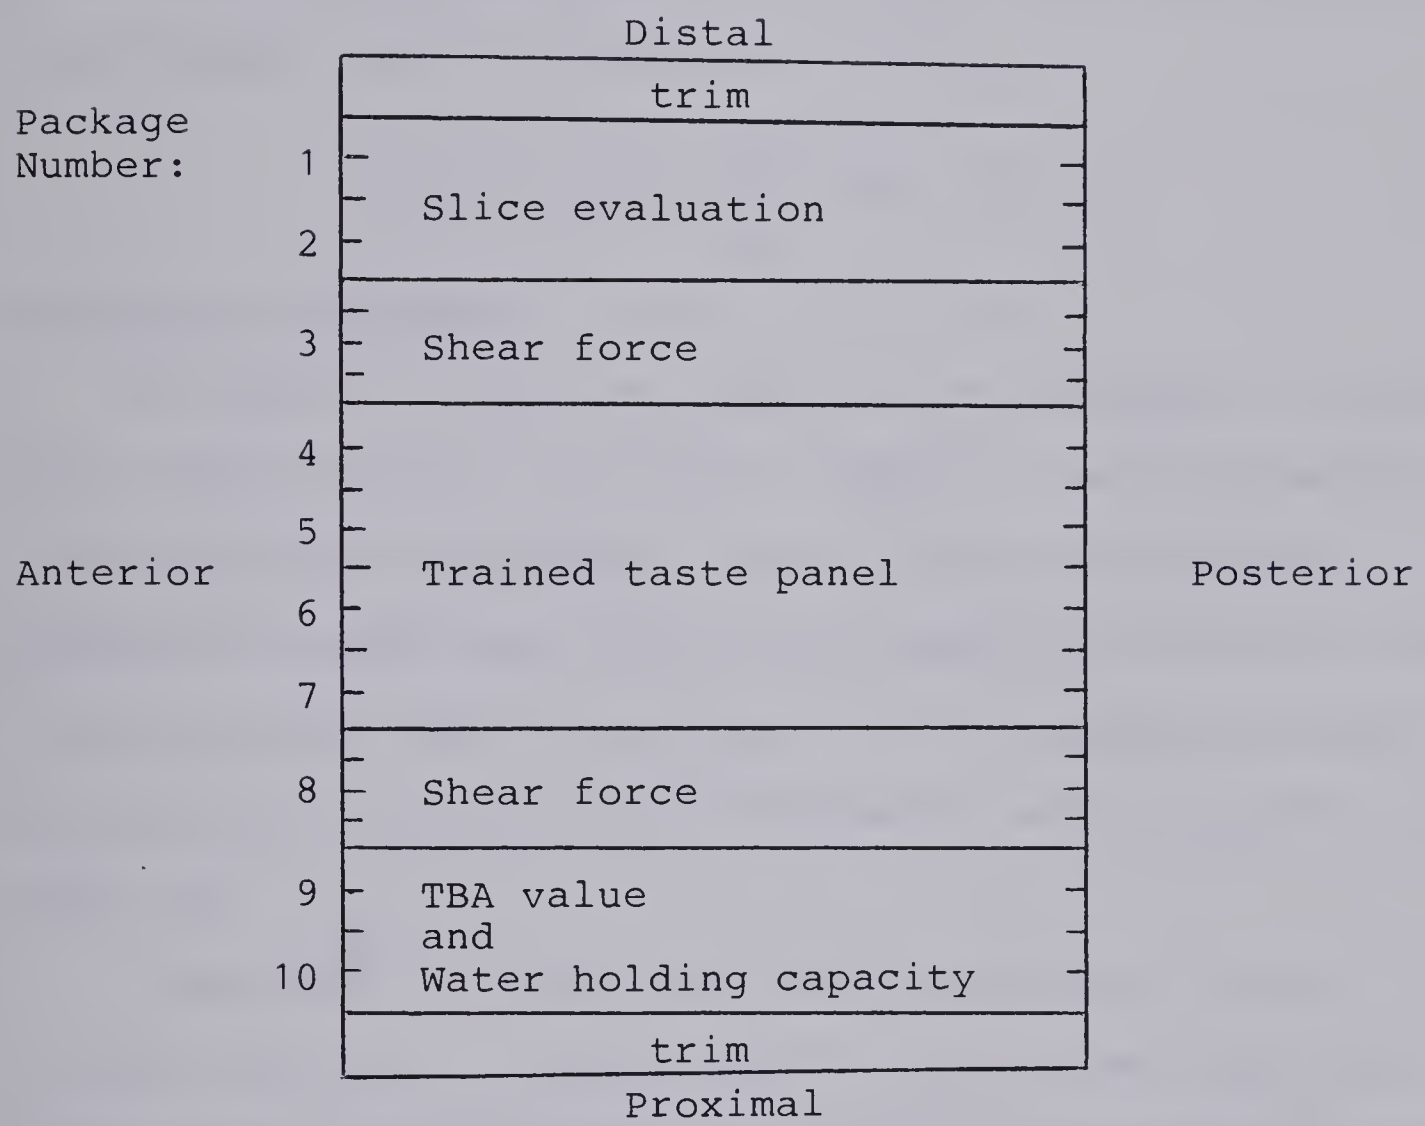 Distal
trim
Package
Number:
1
Slice evaluation
2
3 Shear force
4
5
Anterior Trained taste panel Posterior
6
7
8 Shear force
9 TBA value
and
10 Water holding capacity
trim
Proximal